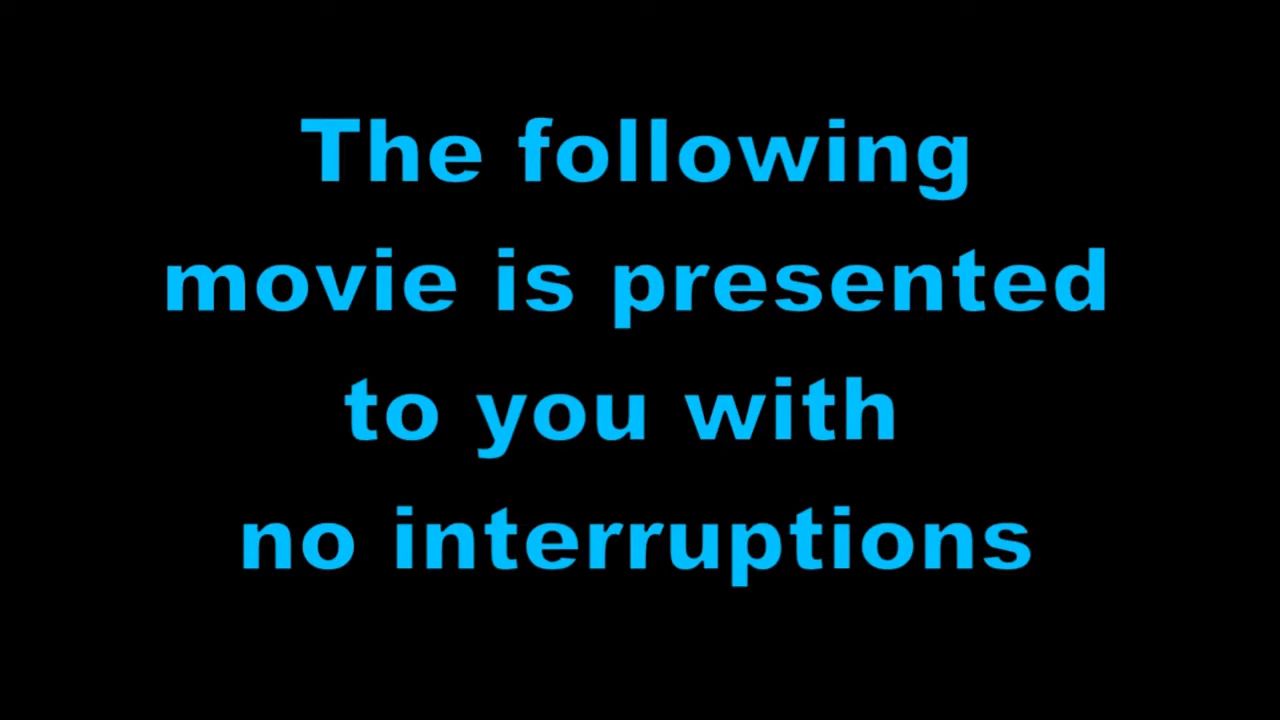 The following
movie is presented
to you with
no interruptions